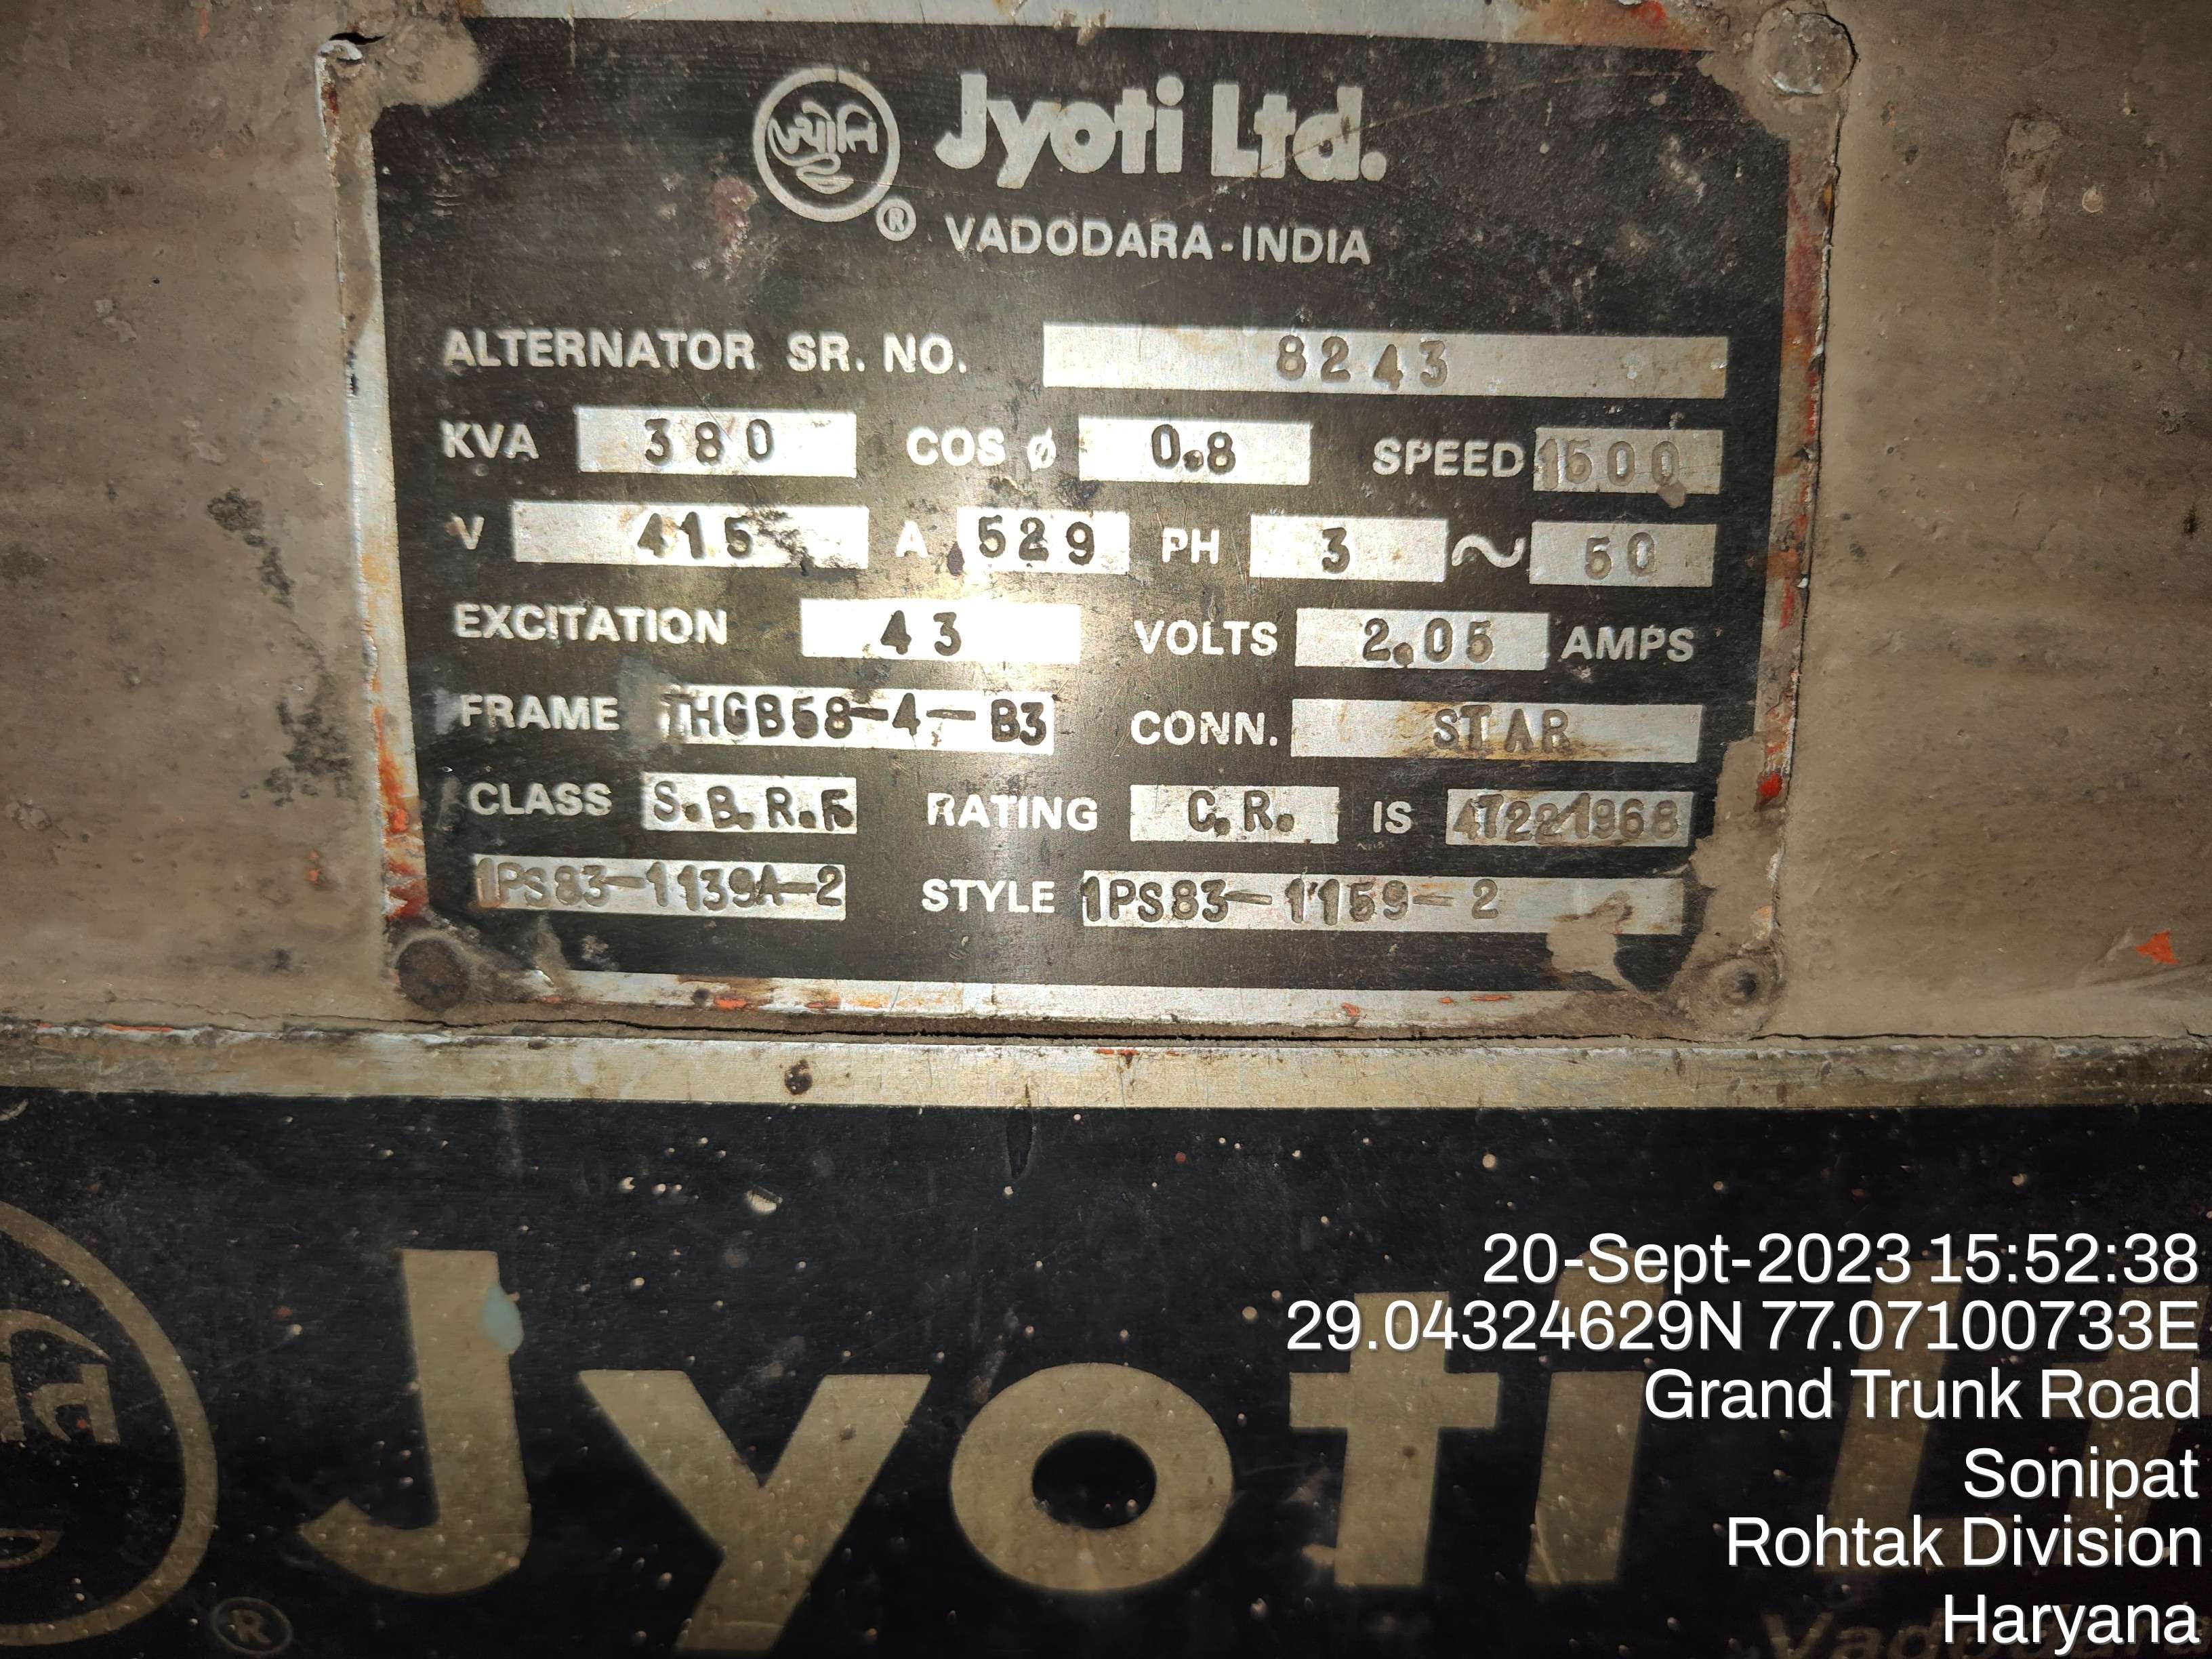 ज्योति Jyoti Ltd.
® VADODARA-INDIA
ALTERNATOR SR. NO. 8243
KVA 380 COS ø 0.8 SPEED 1500
V 415 A 529 PH 3 ~ 50
EXCITATION 43 VOLTS 2.05 AMPS
FRAME THGB58-4-B3 CONN. STAR
CLASS S.B.R.F. RATING C.R. IS 4722 1968
1PS83-1139A-2 STYLE 1PS83-1159-2
Jyoti Lt
®
20-Sept-2023 15:52:38
29.04324629N 77.07100733E
Grand Trunk Road
Sonipat
Rohtak Division
Haryana